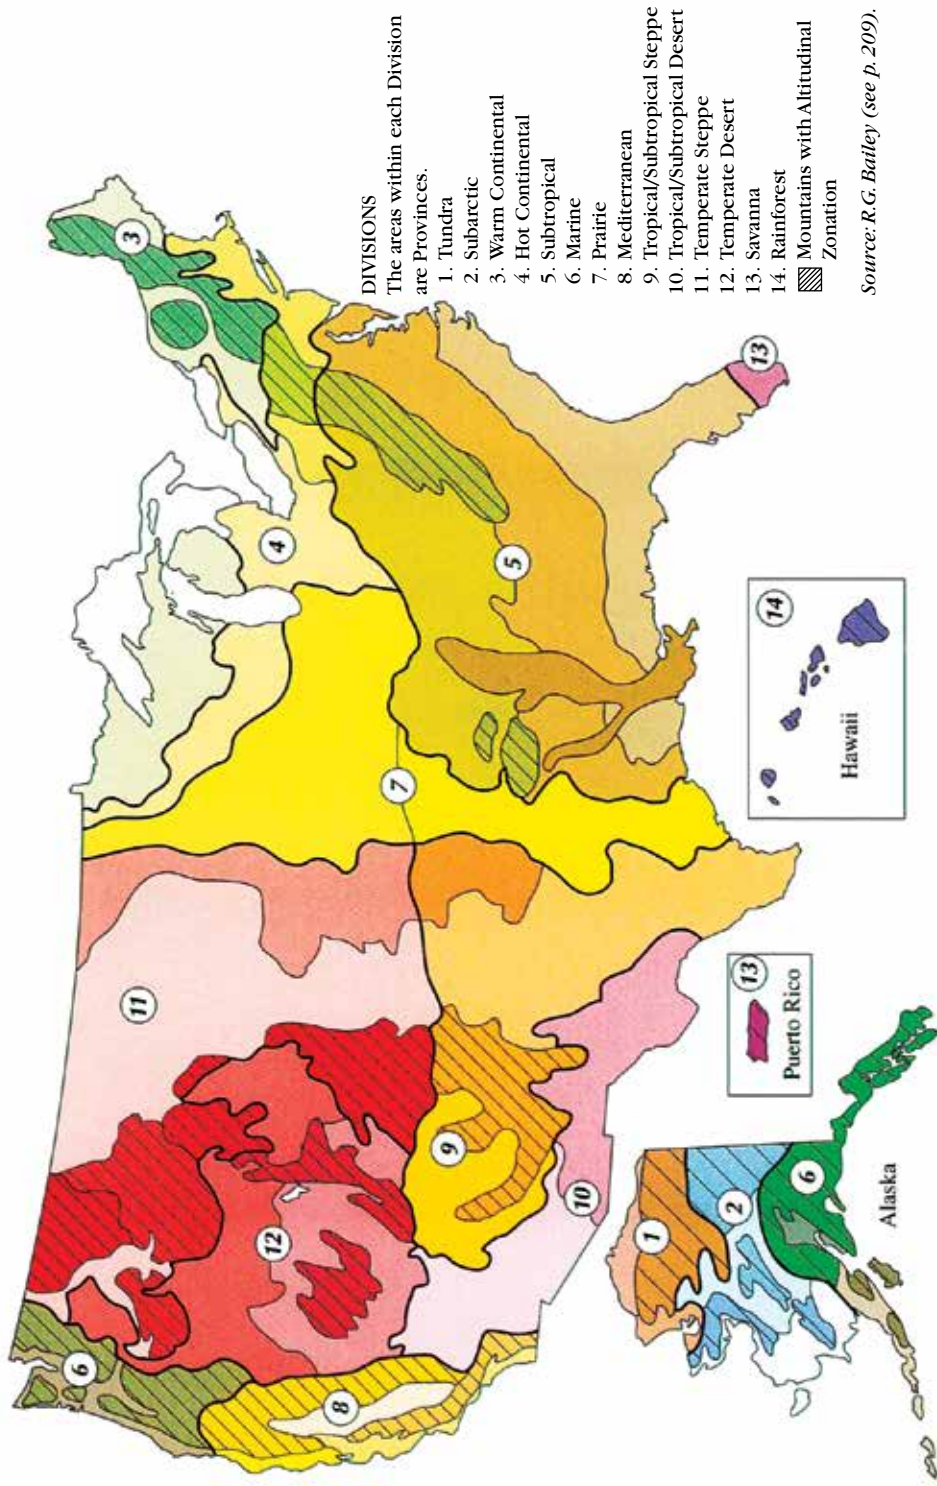 DIVISIONS
The areas within each Division
are Provinces.
1. Tundra
2. Subarctic
3. Warm Continental
4. Hot Continental
5. Subtropical
6. Marine
7. Prairie
8. Mediterranean
9. Tropical/Subtropical Steppe
10. Tropical/Subtropical Desert
11. Temperate Steppe
12. Temperate Desert
13. Savanna
14. Rainforest
Mountains with Altitudinal
Zonation
Source: R.G. Bailey (see p. 209).
6
11
3
12
4
8
7
9
5
10
13
1
2
6
Alaska
13
Puerto Rico
14
Hawaii